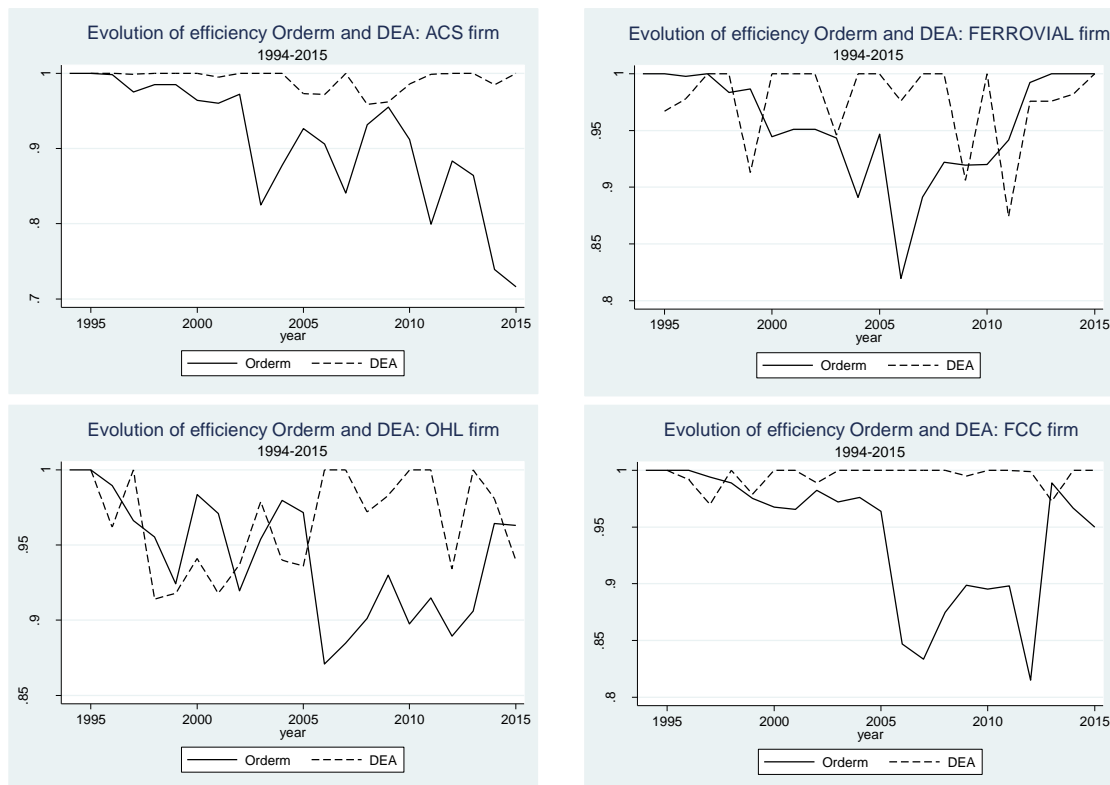 Evolution of efficiency Orderm and DEA: ACS firm
1994-2015
1
.9
.8
.7
1995 2000 2005 2010 2015
year
Orderm DEA
Evolution of efficiency Orderm and DEA: FERROVIAL firm
1994-2015
1
.95
.9
.85
.8
1995 2000 2005 2010 2015
year
Orderm DEA
Evolution of efficiency Orderm and DEA: OHL firm
1994-2015
1
.95
.9
.85
1995 2000 2005 2010 2015
year
Orderm DEA
Evolution of efficiency Orderm and DEA: FCC firm
1994-2015
1
.95
.9
.85
.8
1995 2000 2005 2010 2015
year
Orderm DEA